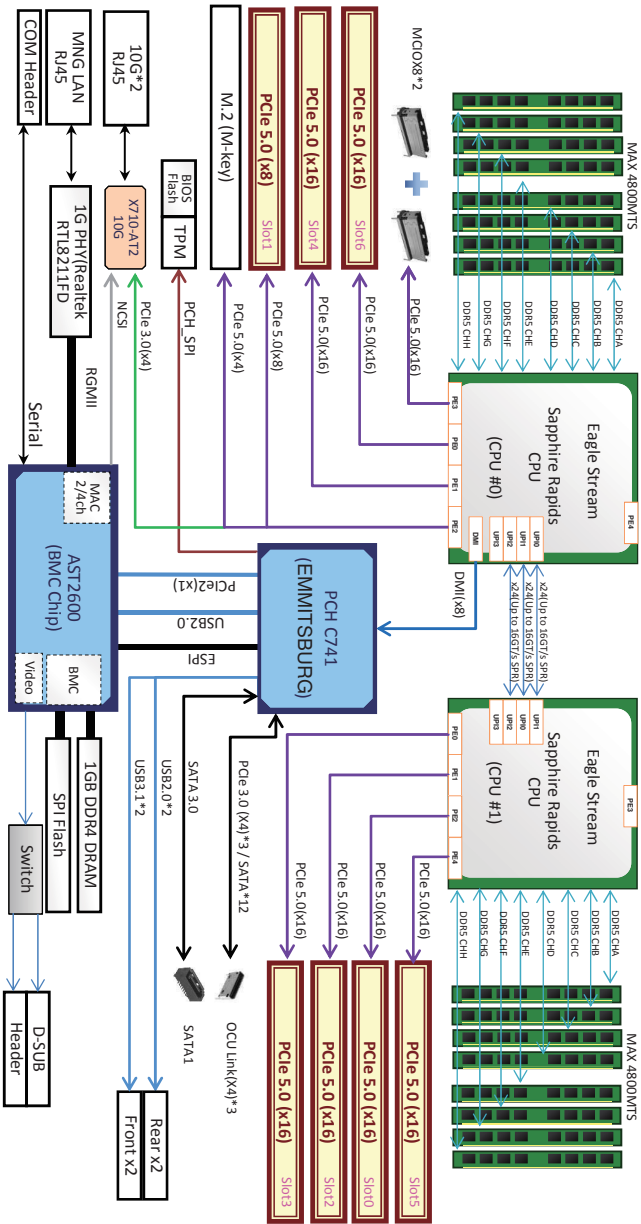 MAX 4800MTS
DDR5 CHA
DDR5 CHB
DDR5 CHC
DDR5 CHD
DDR5 CHE
DDR5 CHF
DDR5 CHG
DDR5 CHH
Eagle Stream
Sapphire Rapids
CPU
(CPU #0)
PE4
PE3
PE0
PE1
PE2
DMI
UPI3
UPI2
UPI1
UPI0
x24(Up to 16GT/s SPR)
x24(Up to 16GT/s SPR)
x24(Up to 16GT/s SPR)
Eagle Stream
Sapphire Rapids
CPU
(CPU #1)
PE3
UPI3
UPI2
UPI0
UPI1
PE0
PE1
PE2
PE4
MAX 4800MTS
DDR5 CHA
DDR5 CHB
DDR5 CHC
DDR5 CHD
DDR5 CHE
DDR5 CHF
DDR5 CHG
DDR5 CHH
MCIOX8*2
PCIe 5.0(x16)
PCIe 5.0 (x16)
Slot6
PCIe 5.0(x16)
PCIe 5.0 (x16)
Slot4
PCIe 5.0(x16)
PCIe 5.0 (x8)
Slot1
PCIe 5.0(x8)
M.2 (M-key)
PCIe 5.0(x4)
BIOS
Flash
TPM
PCH_SPI
10G*2
RJ45
X710-AT2
10G
PCIe 3.0(x4)
NCSI
MNG LAN
RJ45
1G PHY(Realtek
RTL8211FD
RGMII
COM Header
Serial
DMI(x8)
PCH C741
(EMMITSBURG)
PCIe2(x1)
USB2.0
ESPI
MAC
2/4ch
AST2600
(BMC Chip)
BMC
Video
PCIe 5.0(x16)
PCIe 5.0 (x16)
Slot5
PCIe 5.0(x16)
PCIe 5.0 (x16)
Slot0
PCIe 5.0(x16)
PCIe 5.0 (x16)
Slot2
PCIe 5.0(x16)
PCIe 5.0 (x16)
Slot3
PCIe 3.0 (X4)*3 / SATA*12
OCU Link(X4)*3
SATA 3.0
SATA1
USB2.0*2
USB3.1*2
Rear x2
Front x2
1GB DDR4 DRAM
SPI Flash
Switch
D-SUB
Header